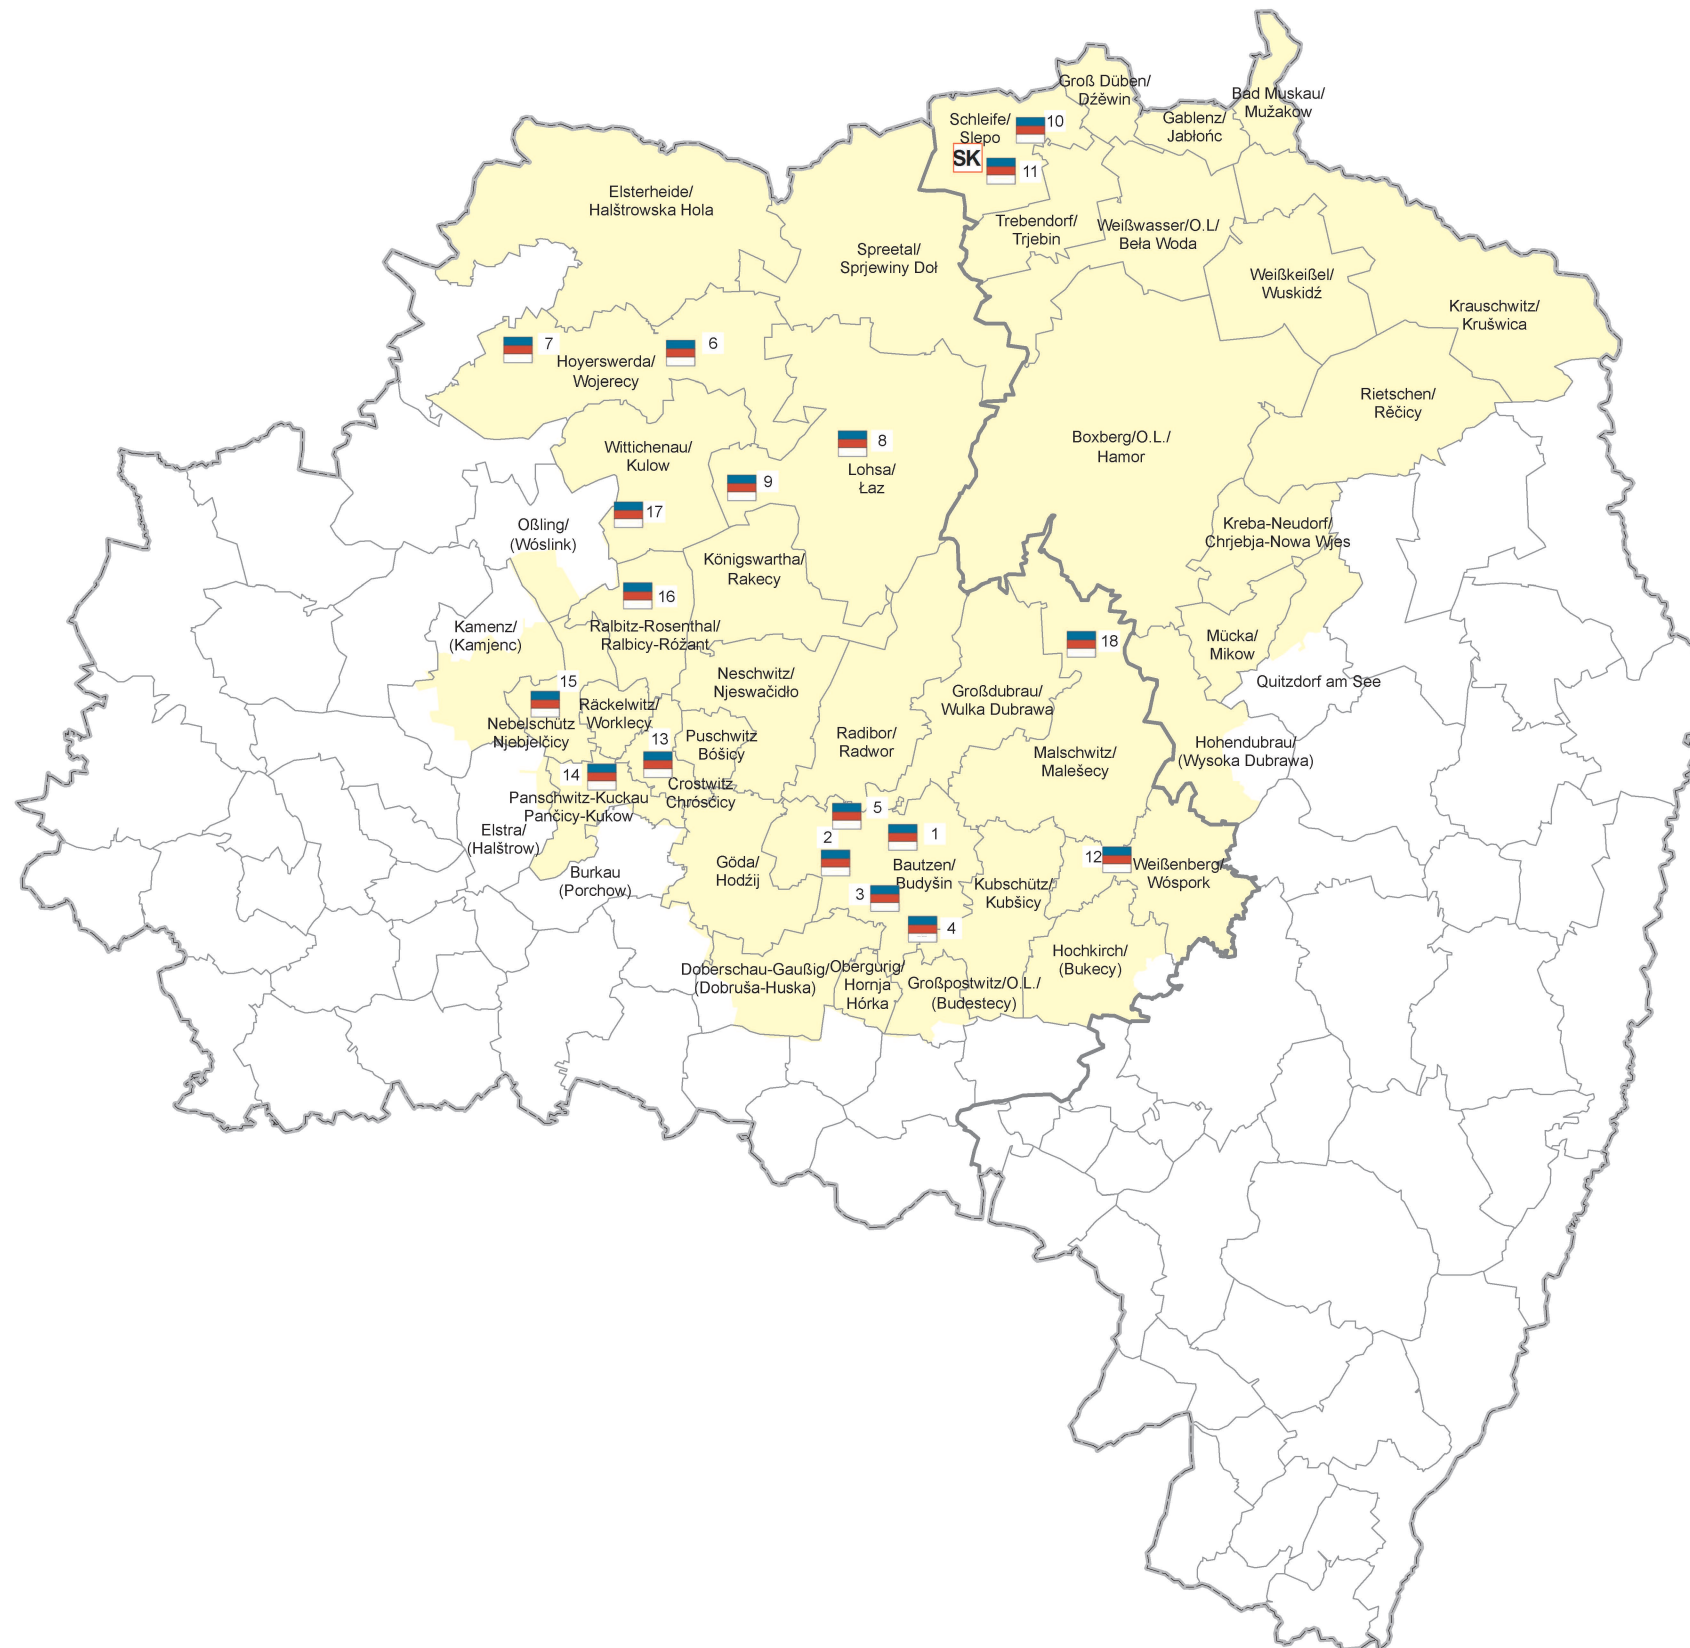 Groß Düben/
Dźěwin
Bad Muskau/
Mužakow
Schleife/
Slepo
10
Gablenz/
Jabłońc
SK
11
Elsterheide/
Halštrowska Hola
Trebendorf/
Trjebin
Weißwasser/O.L/
Beła Woda
Spreetal/
Sprjewiny Doł
Weißkeißel/
Wuskidź
Krauschwitz/
Krušwica
7
6
Hoyerswerda/
Wojerecy
Rietschen/
Rěčicy
8
Lohsa/
Łaz
Boxberg/O.L./
Hamor
Wittichenau/
Kulow
9
17
Oßling/
(Wóslink)
Kreba-Neudorf/
Chrjebja-Nowa Wjes
Königswartha/
Rakecy
16
Ralbitz-Rosenthal/
Ralbicy-Róžant
Kamenz/
(Kamjenc)
18
Mücka/
Mikow
15
Neschwitz/
Njeswačidło
Quitzdorf am See
Räckelwitz/
Worklecy
Nebelschütz
Njebjelčicy
Großdubrau/
Wulka Dubrawa
13
Puschwitz
Bóšicy
Radibor/
Radwor
Hohendubrau/
(Wysoka Dubrawa)
Malschwitz/
Malešecy
14
Crostwitz
Chrósćicy
Panschwitz-Kuckau
Pančicy-Kukow
5
2
1
Elstra/
(Halštrow)
12
Göda/
Hodźij
Bautzen/
Budyšin
Weißenberg/
Wóspork
Burkau
(Porchow)
3
Kubschütz/
Kubšicy
4
Hochkirch/
(Bukecy)
Doberschau-Gaußig/
(Dobruša-Huska)
Obergurig/
Hornja
Hórka
Großpostwitz/O.L./
(Budestecy)